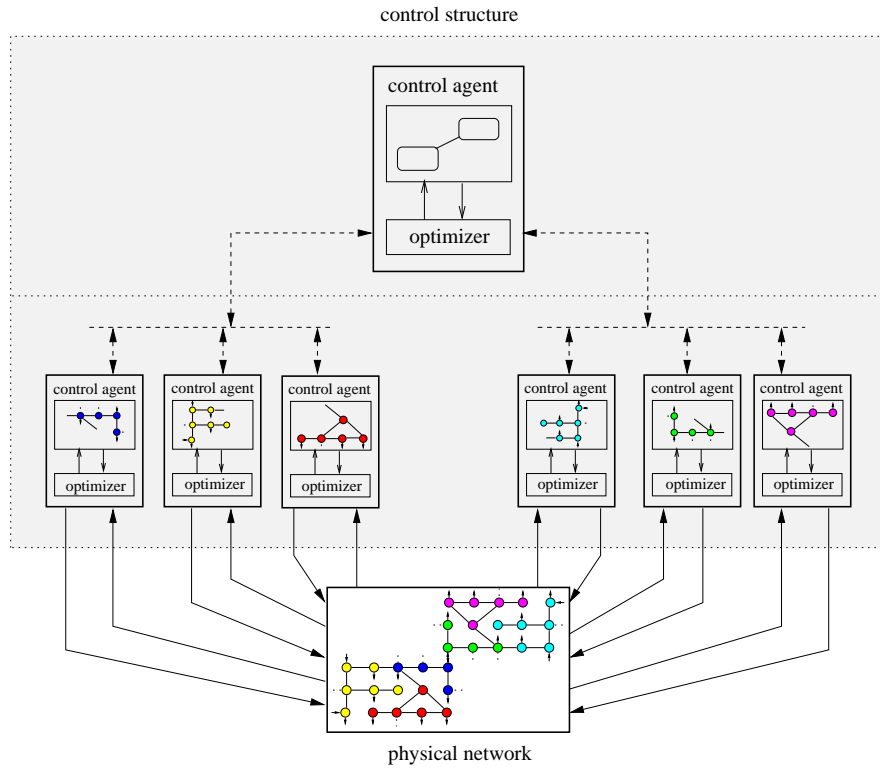 control structure
control agent
optimizer
control agent
control agent
control agent
control agent
control agent
control agent
optimizer
optimizer
optimizer
optimizer
optimizer
optimizer
physical network